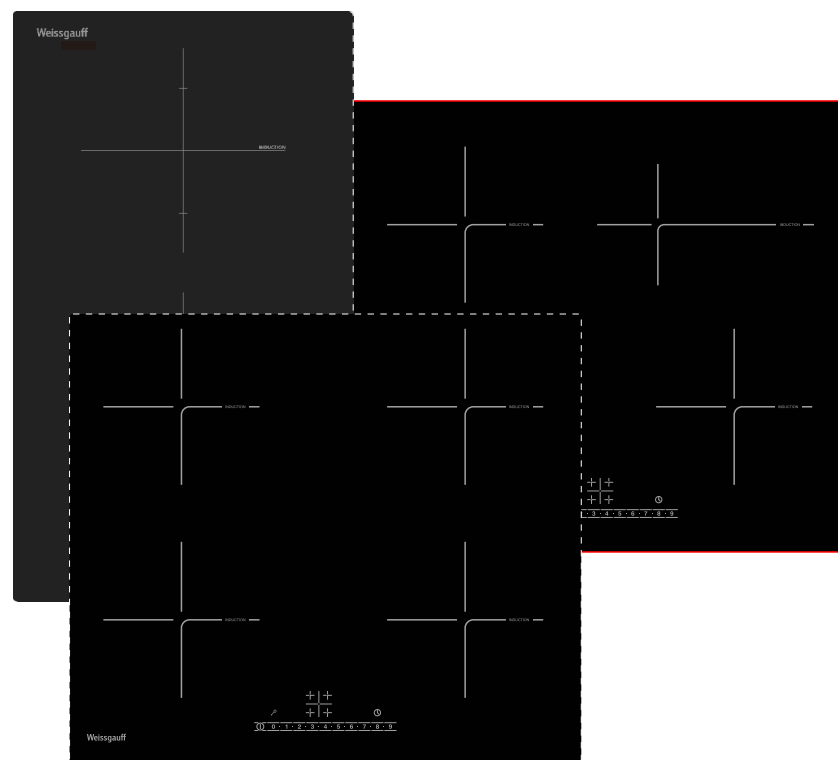 Weissgauff
INDUCTION
INDUCTION
INDUCTION
INDUCTION
INDUCTION
INDUCTION
· 3 · 4 · 5 · 6 · 7 · 8 · 9
INDUCTION
INDUCTION
0 · 1 · 2 · 3 · 4 · 5 · 6 · 7 · 8 · 9
Weissgauff